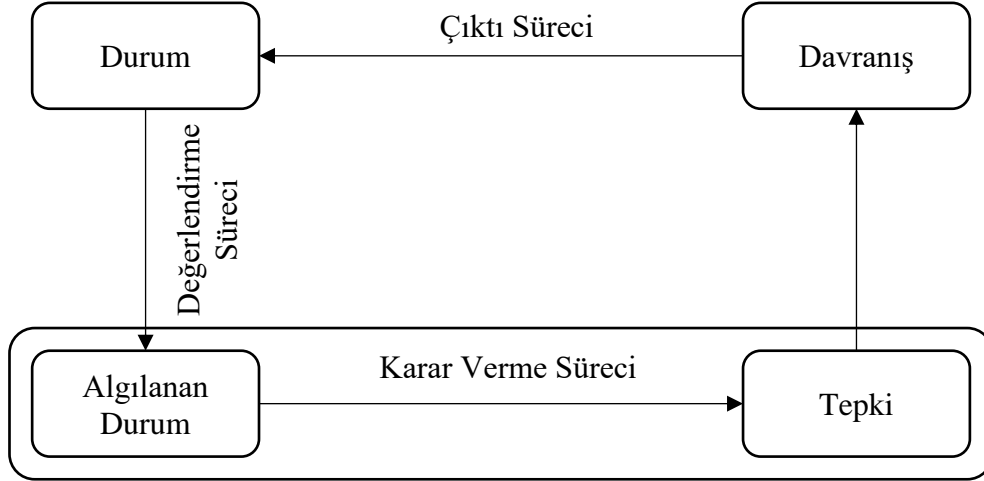 Durum
Çıktı Süreci
Davranış
Değerlendirme
Süreci
Algılanan
Durum
Karar Verme Süreci
Tepki